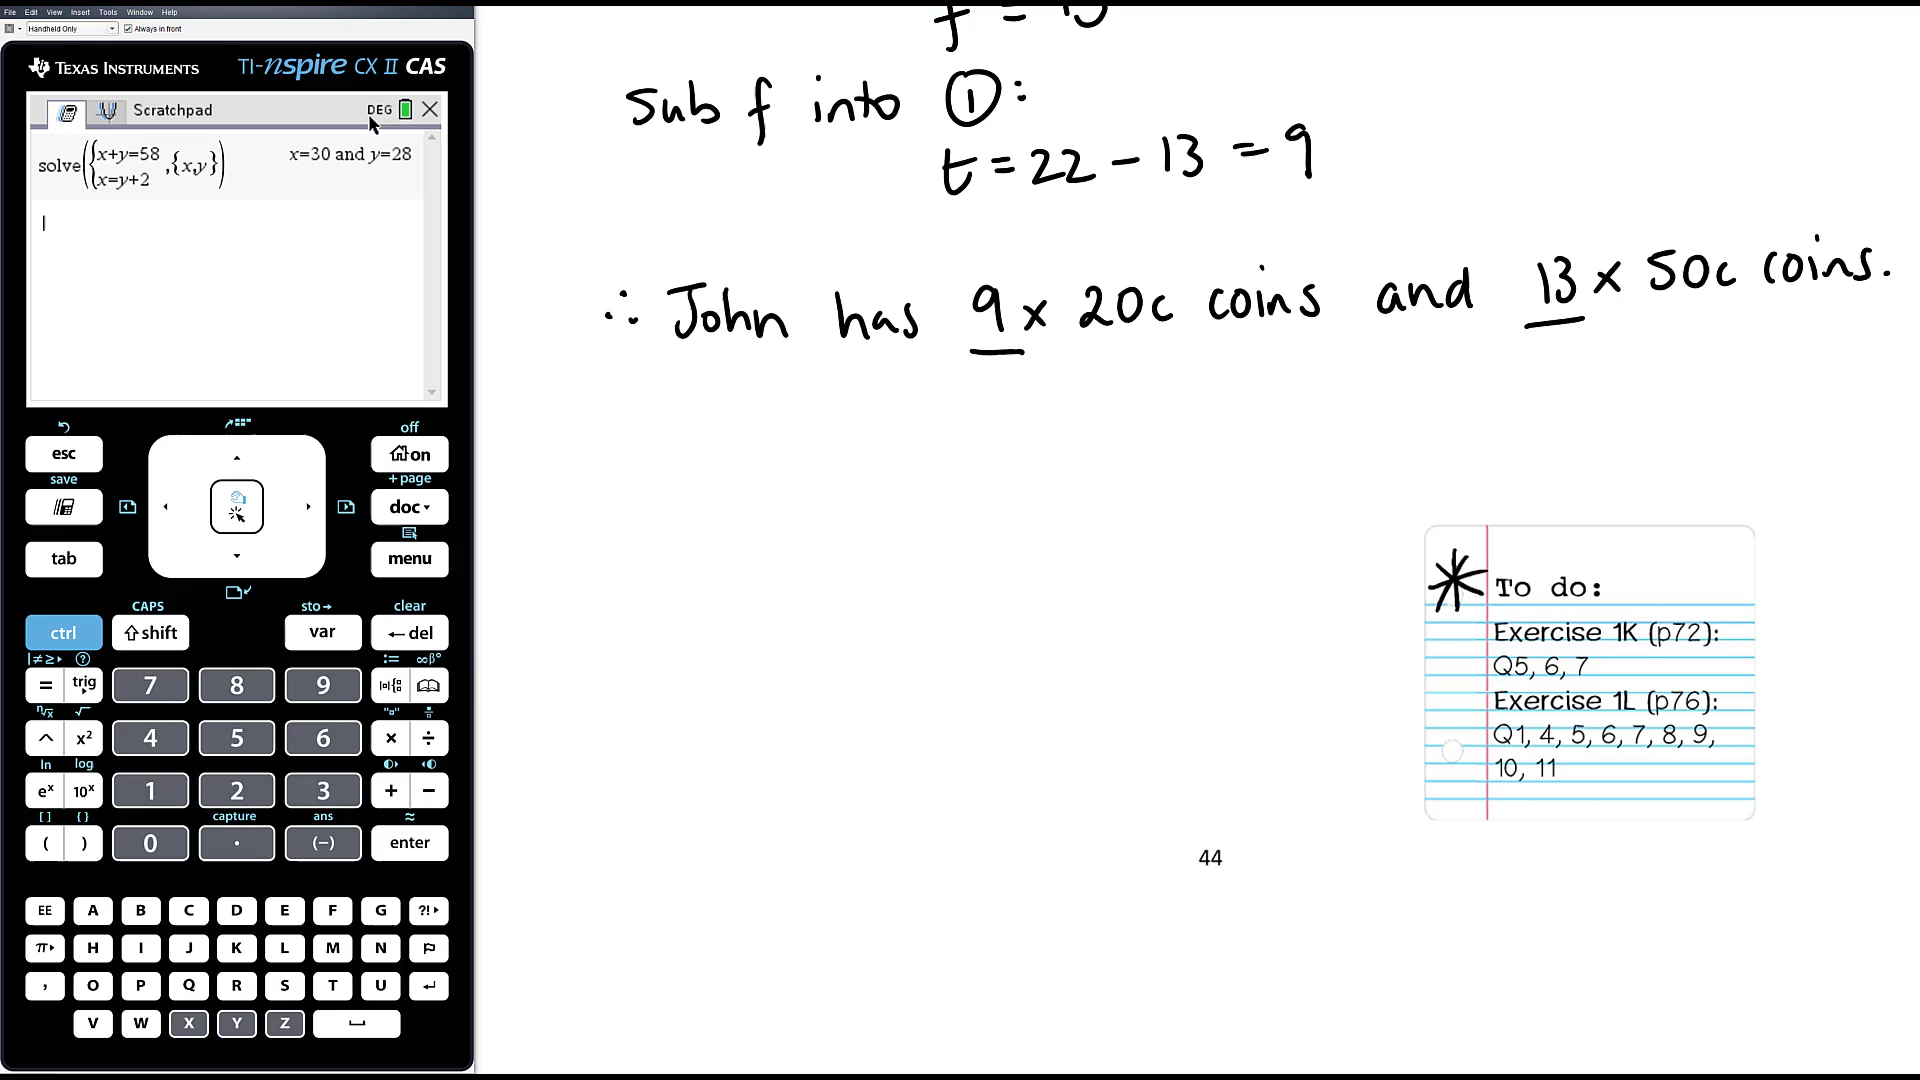 File Edit View Insert Tools Window Help
Handheld Only Always in front
TEXAS INSTRUMENTS TI-nspire CX II CAS
Scratchpad DEG
solve({x+y=58 x=y+2 ,{x,y}) x=30 and y=28
off
esc on
save + page
doc
tab menu
CAPS sto→ clear
ctrl ⇧shift var ←del
|≠≥▸ ? := ∞β°
= trig 7 8 9
ⁿ√x √
^ x² 4 5 6 × ÷
ln log
eˣ 10ˣ 1 2 3 + −
[ ] { } capture ans ≈
( ) 0 . (−) enter
EE A B C D E F G ?!▸
π▸ H I J K L M N
, O P Q R S T U ↵
V W X Y Z
f = 13
Sub f into ①:
t = 22 − 13 = 9
∴ John has 9 × 20c coins and 13 × 50c coins.
To do:
Exercise 1K (p72):
Q5, 6, 7
Exercise 1L (p76):
Q1, 4, 5, 6, 7, 8, 9,
10, 11
44